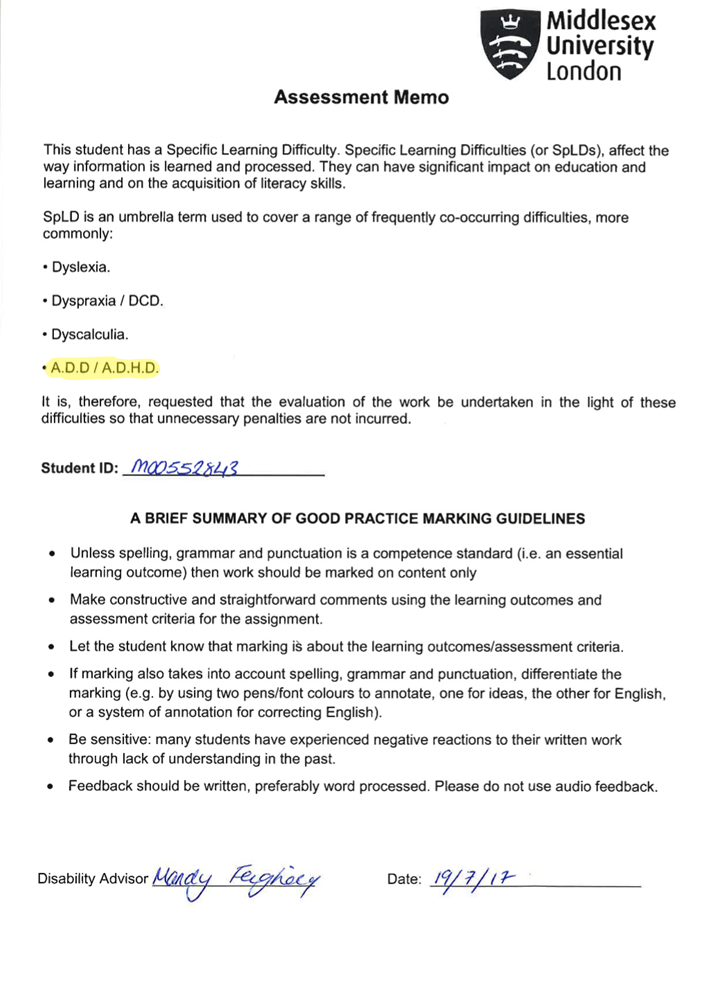 Middlesex
University
London
Assessment Memo
This student has a Specific Learning Difficulty. Specific Learning Difficulties (or SpLDs), affect the
way information is learned and processed. They can have significant impact on education and
learning and on the acquisition of literacy skills.
SpLD is an umbrella term used to cover a range of frequently co-occurring difficulties, more
commonly:
• Dyslexia.
• Dyspraxia / DCD.
• Dyscalculia.
• A.D.D / A.D.H.D.
It is, therefore, requested that the evaluation of the work be undertaken in the light of these
difficulties so that unnecessary penalties are not incurred.
Student ID: M00552843
A BRIEF SUMMARY OF GOOD PRACTICE MARKING GUIDELINES
• Unless spelling, grammar and punctuation is a competence standard (i.e. an essential
learning outcome) then work should be marked on content only
• Make constructive and straightforward comments using the learning outcomes and
assessment criteria for the assignment.
• Let the student know that marking is about the learning outcomes/assessment criteria.
• If marking also takes into account spelling, grammar and punctuation, differentiate the
marking (e.g. by using two pens/font colours to annotate, one for ideas, the other for English,
or a system of annotation for correcting English).
• Be sensitive: many students have experienced negative reactions to their written work
through lack of understanding in the past.
• Feedback should be written, preferably word processed. Please do not use audio feedback.
Disability Advisor Mandy Date: 19/7/17